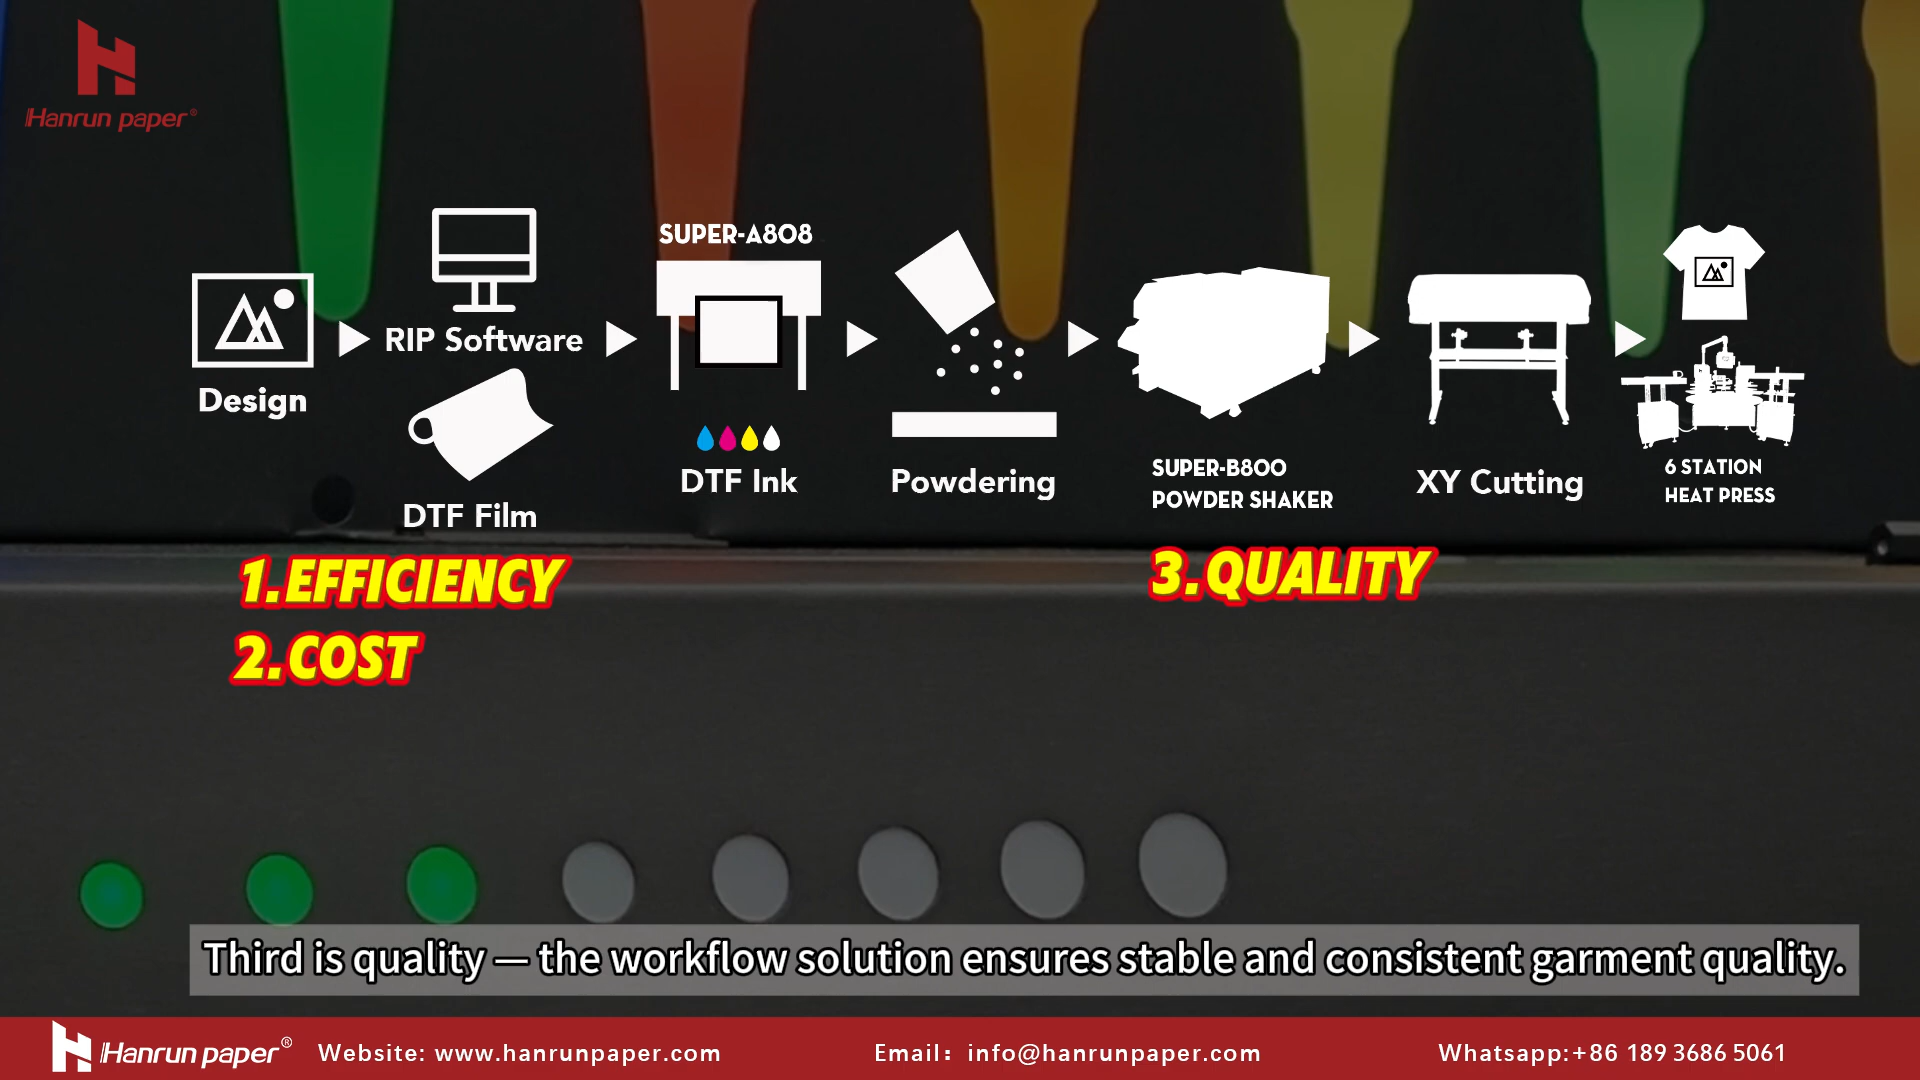 Hanrun paper®
SUPER-A808
RIP Software
Design
DTF Film
DTF Ink
Powdering
SUPER-B800
POWDER SHAKER
XY Cutting
6 STATION
HEAT PRESS
1.EFFICIENCY
2.COST
3.QUALITY
Third is quality — the workflow solution ensures stable and consistent garment quality.
Hanrun paper® Website: www.hanrunpaper.com Email: info@hanrunpaper.com Whatsapp:+86 189 3686 5061